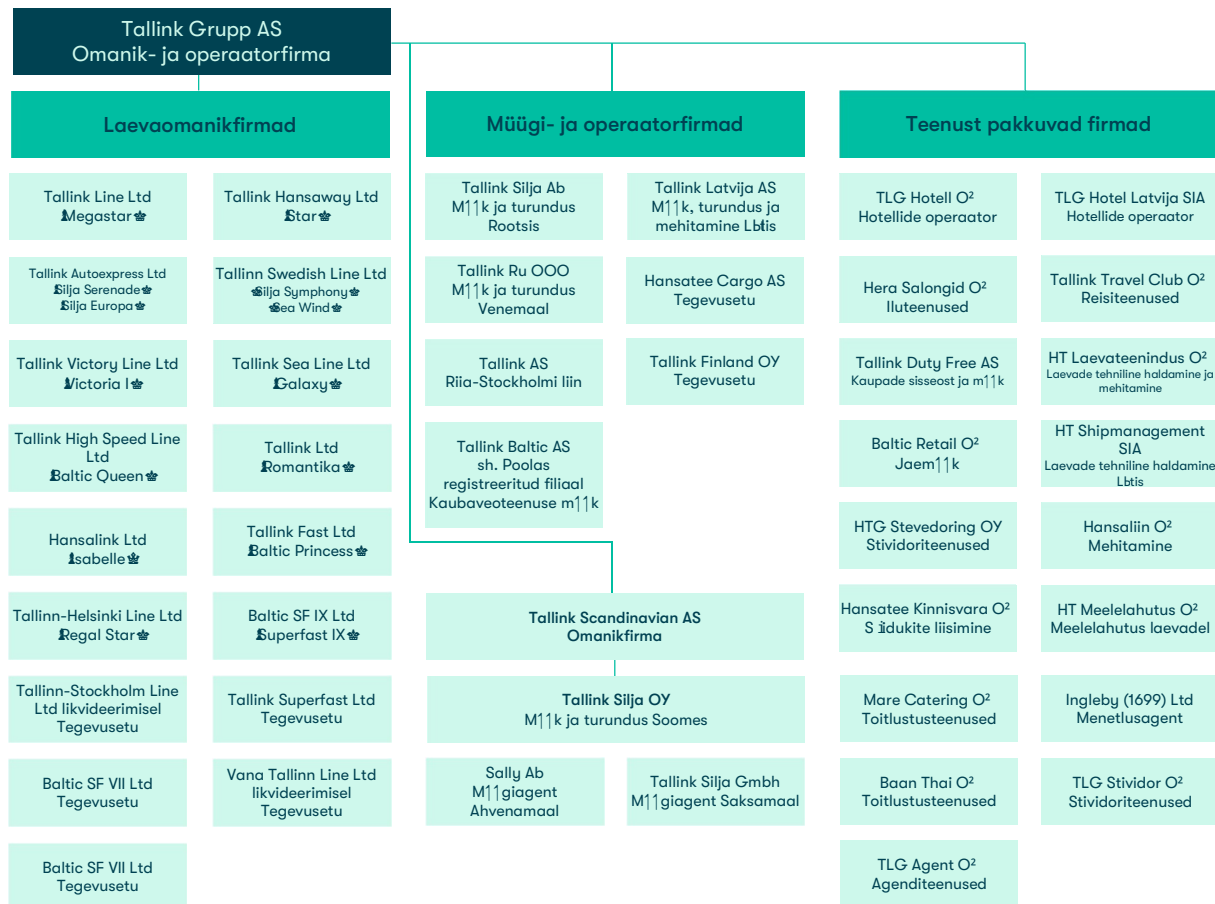 Tallink Grupp AS
Omanik- ja operaatorfirma
Laevaomanikfirmad
Tallink Line Ltd
Megastar
Tallink Hansaway Ltd
Star
Tallink Autoexpress Ltd
Silja Serenade
Silja Europa
Tallinn Swedish Line Ltd
Silja Symphony
Sea Wind
Tallink Victory Line Ltd
Victoria I
Tallink Sea Line Ltd
Galaxy
Tallink High Speed Line
Ltd
Baltic Queen
Tallink Ltd
Romantika
Hansalink Ltd
Isabelle
Tallink Fast Ltd
Baltic Princess
Tallinn-Helsinki Line Ltd
Regal Star
Baltic SF IX Ltd
Superfast IX
Tallinn-Stockholm Line
Ltd likvideerimisel
Tegevusetu
Tallink Superfast Ltd
Tegevusetu
Baltic SF VII Ltd
Tegevusetu
Vana Tallinn Line Ltd
likvideerimisel
Tegevusetu
Baltic SF VII Ltd
Tegevusetu
Müügi- ja operaatorfirmad
Tallink Silja Ab
M11k ja turundus
Rootsis
Tallink Latvija AS
M11k, turundus ja
mehitamine Lbtis
Tallink Ru OOO
M11k ja turundus
Venemaal
Hansatee Cargo AS
Tegevusetu
Tallink AS
Riia-Stockholmi liin
Tallink Finland OY
Tegevusetu
Tallink Baltic AS
sh. Poolas
registreeritud filiaal
Kaubaveoteenuse m11k
Tallink Scandinavian AS
Omanikfirma
Tallink Silja OY
M11k ja turundus Soomes
Sally Ab
M11giagent
Ahvenamaal
Tallink Silja Gmbh
M11giagent Saksamaal
Teenust pakkuvad firmad
TLG Hotell O²
Hotellide operaator
TLG Hotel Latvija SIA
Hotellide operaator
Hera Salongid O²
Iluteenused
Tallink Travel Club O²
Reisiteenused
Tallink Duty Free AS
Kaupade sisseost ja m11k
HT Laevateenindus O²
Laevade tehniline haldamine ja
mehitamine
Baltic Retail O²
Jaem11k
HT Shipmanagement
SIA
Laevade tehniline haldamine
Lbtis
HTG Stevedoring OY
Stividoriteenused
Hansaliin O²
Mehitamine
Hansatee Kinnisvara O²
liisimine
HT Meelelahutus O²
Meelelahutus laevadel
Mare Catering O²
Toitlustusteenused
Ingleby (1699) Ltd
Menetlusagent
Baan Thai O²
Toitlustusteenused
TLG Stividor O²
Stividoriteenused
TLG Agent O²
Agenditeenused